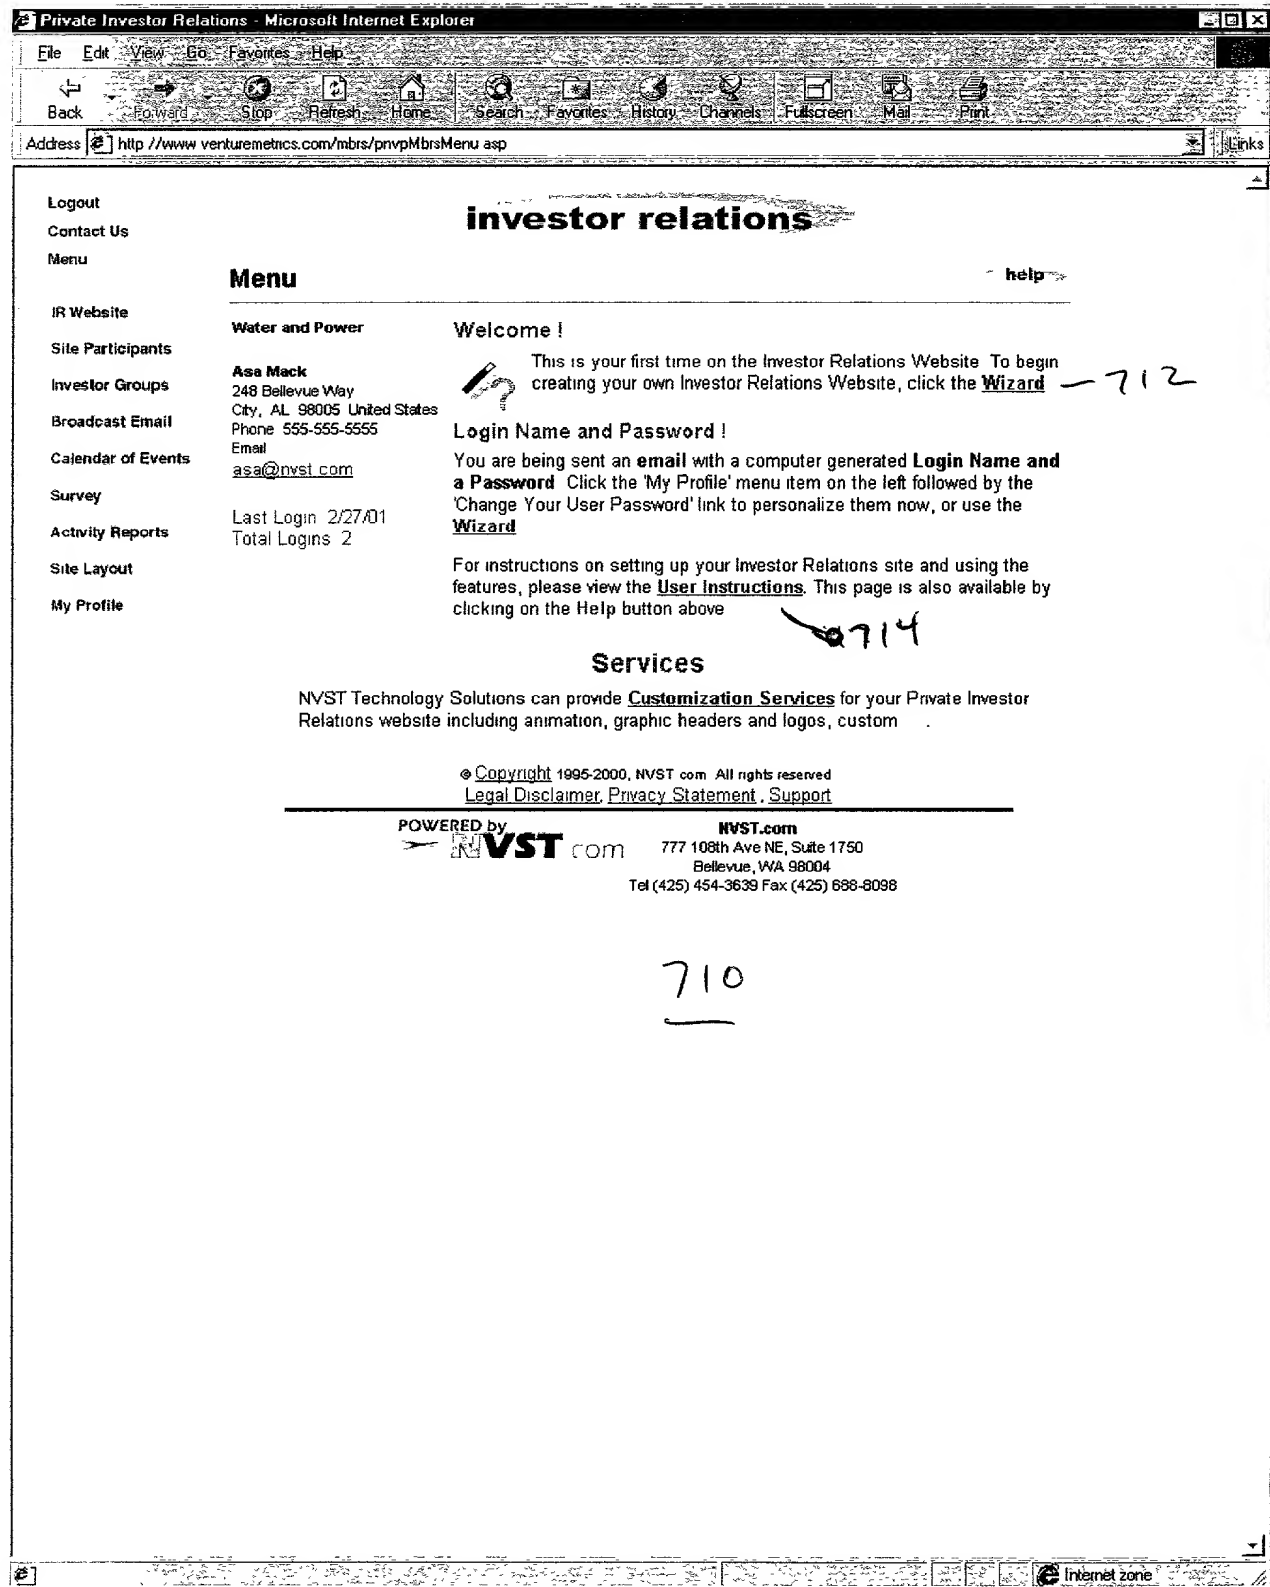 Private Investor Relations - Microsoft Internet Explorer
File Edit View Go Favorites Help
Back Forward Stop Refresh Home Search Favorites History Channels Fullscreen Mail Print
Address http //www venturemetrics.com/mbrs/prvpMbrsMenu asp Links
Logout
Contact Us
Menu
IR Website
Site Participants
Investor Groups
Broadcast Email
Calendar of Events
Survey
Activity Reports
Site Layout
My Profile
investor relations
Menu
help
Water and Power
Asa Mack
248 Bellevue Way
City, AL 98005 United States
Phone 555-555-5555
Email
asa@nvst com
Last Login 2/27/01
Total Logins 2
Welcome !
This is your first time on the Investor Relations Website To begin
creating your own Investor Relations Website, click the Wizard
712
Login Name and Password !
You are being sent an email with a computer generated Login Name and
a Password Click the 'My Profile' menu item on the left followed by the
'Change Your User Password' link to personalize them now, or use the
Wizard
For instructions on setting up your Investor Relations site and using the
features, please view the User Instructions. This page is also available by
clicking on the Help button above
714
Services
NVST Technology Solutions can provide Customization Services for your Private Investor
Relations website including animation, graphic headers and logos, custom .
© Copyright 1995-2000, NVST com All rights reserved
Legal Disclaimer, Privacy Statement , Support
POWERED by
NVST com
NVST.com
777 108th Ave NE, Suite 1750
Bellevue, WA 98004
Tel (425) 454-3639 Fax (425) 688-8098
710
Internet zone